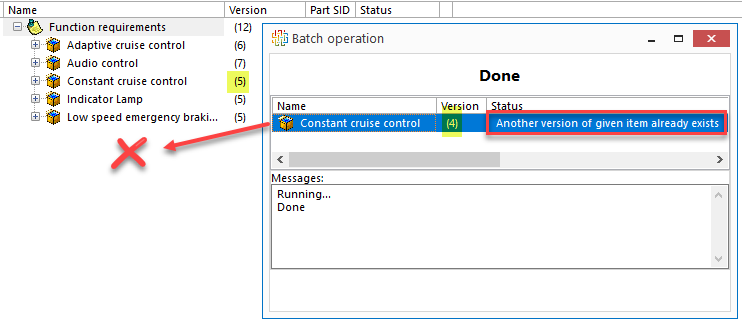 Name Version Part SID Status
Function requirements (12)
Adaptive cruise control (6)
Audio control (7)
Constant cruise control (5)
Indicator Lamp (5)
Low speed emergency braki... (5)
Batch operation
Done
Name Version Status
Constant cruise control (4) Another version of given item already exists
Messages:
Running...
Done